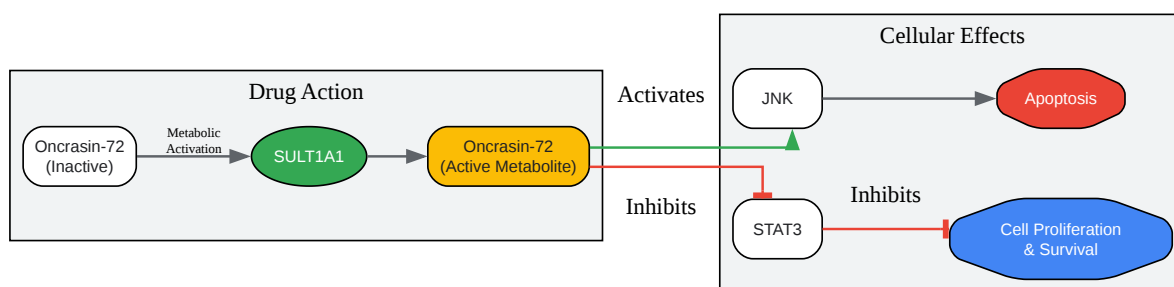 Cellular Effects
Drug Action
Activates
JNK
Apoptosis
Oncrasin-72
(Inactive)
Metabolic
Activation
SULT1A1
Oncrasin-72
(Active Metabolite)
Inhibits
STAT3
Inhibits
Cell Proliferation
& Survival